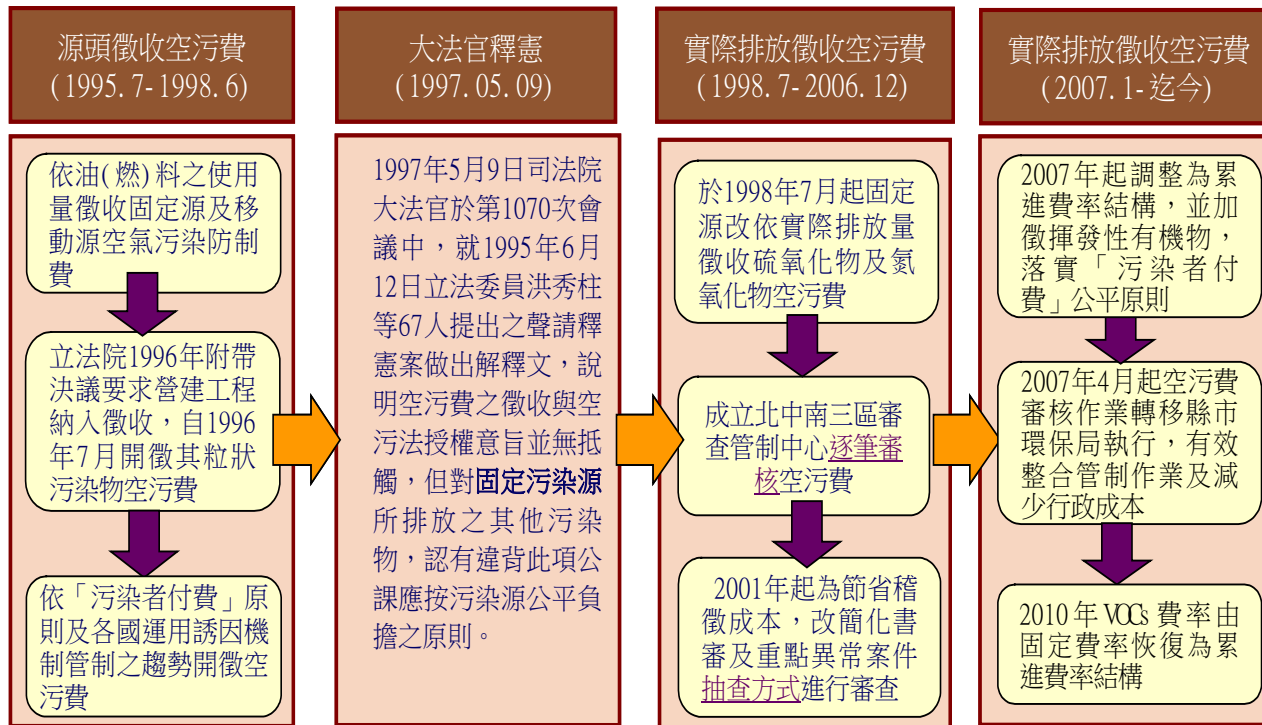 源頭徵收空污費
(1995.7-1998.6)
依油(燃)料之使用
量徵收固定源及移
動源空氣污染防制
費
立法院1996年附帶
決議要求營建工程
納入徵收，自1996
年7月開徵其粒狀
污染物空污費
依「污染者付費」原
則及各國運用誘因機
制管制之趨勢開徵空
污費
大法官釋憲
(1997.05.09)
1997年5月9日司法院
大法官於第1070次會
議中，就1995年6月
12日立法委員洪秀柱
等67人提出之聲請釋
憲案做出解釋文，說
明空污費之徵收與空
污法授權意旨並無抵
觸，但對固定污染源
所排放之其他污染
物，認有違背此項公
課應按污染源公平負
擔之原則。
實際排放徵收空污費
(1998.7-2006.12)
於1998年7月起固定
源改依實際排放量
徵收硫氧化物及氮
氧化物空污費
成立北中南三區審
查管制中心逐筆審
核空污費
2001年起為節省稽
徵成本，改簡化書
審及重點異常案件
抽查方式進行審查
實際排放徵收空污費
(2007.1-迄今)
2007年起調整為累
進費率結構，並加
徵揮發性有機物，
落實「污染者付
費」公平原則
2007年4月起空污費
審核作業轉移縣市
環保局執行，有效
整合管制作業及減
少行政成本
2010年VOCs費率由
固定費率恢復為累
進費率結構